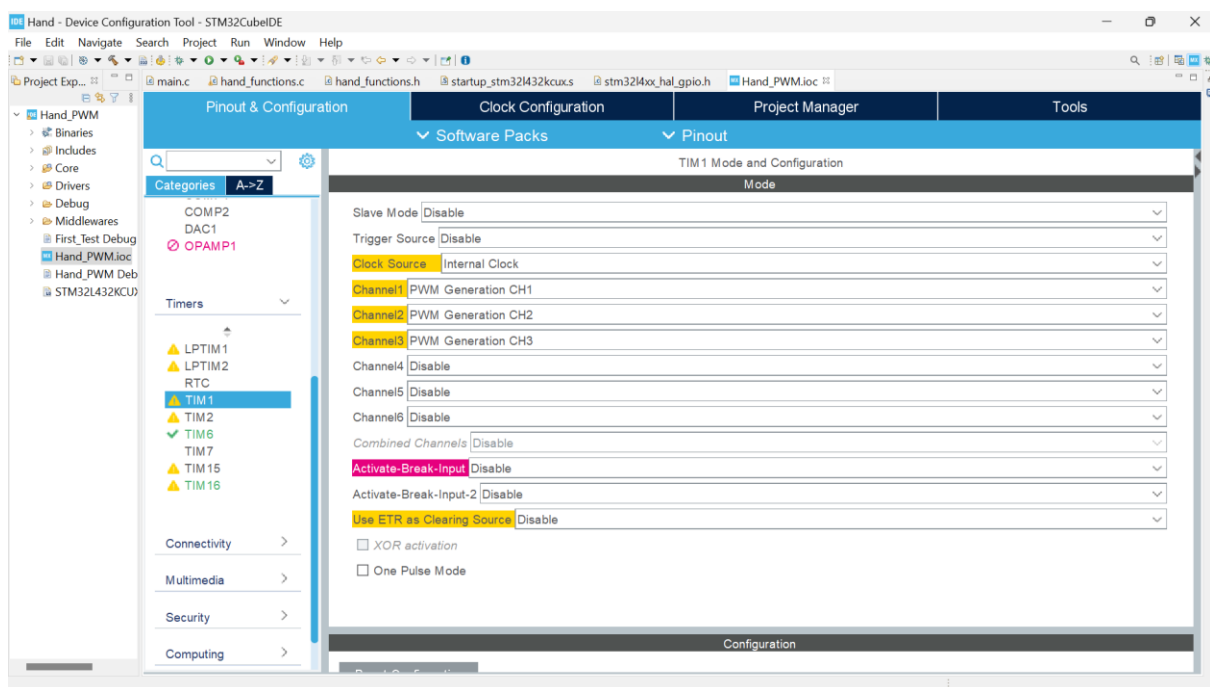 IDE Hand - Device Configuration Tool - STM32CubeIDE
File Edit Navigate Search Project Run Window Help
Project Exp... main.c hand_functions.c hand_functions.h startup_stm32l432kcux.s stm32l4xx_hal_gpio.h Hand_PWM.ioc
Hand_PWM
Binaries
Includes
Core
Drivers
Debug
Middlewares
First_Test Debug
Hand_PWM.ioc
Hand_PWM Deb
STM32L432KCUX
Pinout & Configuration Clock Configuration Project Manager Tools
Software Packs Pinout
Categories A->Z
COMP2
DAC1
OPAMP1
Timers
LPTIM1
LPTIM2
RTC
TIM1
TIM2
TIM6
TIM7
TIM15
TIM16
Connectivity
Multimedia
Security
Computing
TIM1 Mode and Configuration
Mode
Slave Mode Disable
Trigger Source Disable
Clock Source Internal Clock
Channel1 PWM Generation CH1
Channel2 PWM Generation CH2
Channel3 PWM Generation CH3
Channel4 Disable
Channel5 Disable
Channel6 Disable
Combined Channels Disable
Activate-Break-Input Disable
Activate-Break-Input-2 Disable
Use ETR as Clearing Source Disable
XOR activation
One Pulse Mode
Configuration